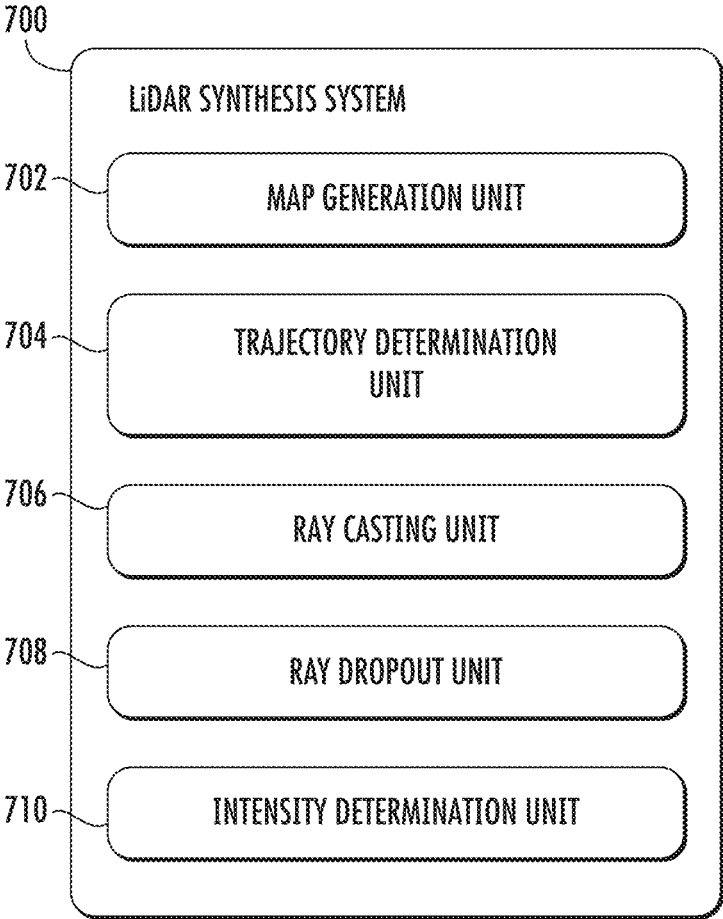 700
LiDAR SYNTHESIS SYSTEM
702
MAP GENERATION UNIT
704
TRAJECTORY DETERMINATION
UNIT
706
RAY CASTING UNIT
708
RAY DROPOUT UNIT
710
INTENSITY DETERMINATION UNIT